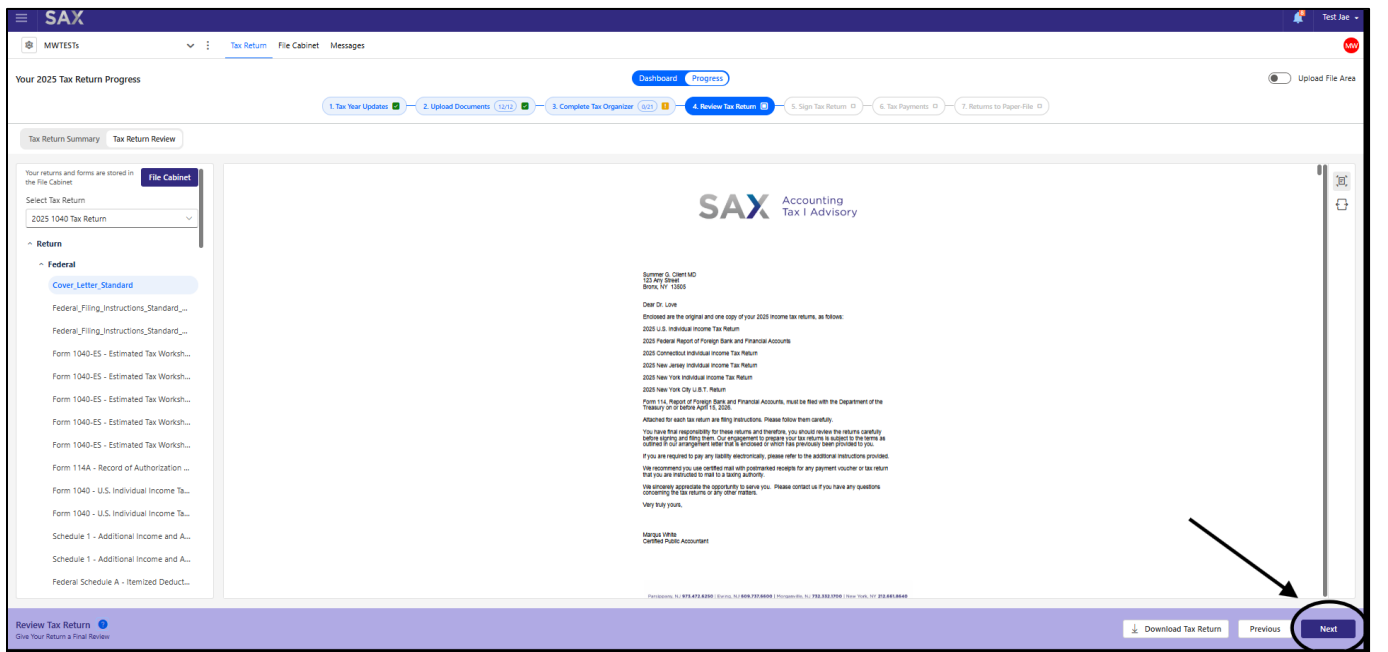 SAX
Test Jae
MWTESTs
Tax Return File Cabinet Messages
MW
Your 2025 Tax Return Progress
Dashboard Progress
Upload File Area
1. Tax Year Updates
2. Upload Documents 12/12
3. Complete Tax Organizer 0/21
4. Review Tax Return
5. Sign Tax Return
6. Tax Payments
7. Returns to Paper-File
Tax Return Summary Tax Return Review
Your returns and forms are stored in
the File Cabinet
File Cabinet
Select Tax Return
2025 1040 Tax Return
Return
Federal
Cover_Letter_Standard
Federal_Filing_Instructions_Standard_...
Federal_Filing_Instructions_Standard_...
Form 1040-ES - Estimated Tax Worksh...
Form 1040-ES - Estimated Tax Worksh...
Form 1040-ES - Estimated Tax Worksh...
Form 1040-ES - Estimated Tax Worksh...
Form 1040-ES - Estimated Tax Worksh...
Form 114A - Record of Authorization ...
Form 1040 - U.S. Individual Income Ta...
Form 1040 - U.S. Individual Income Ta...
Schedule 1 - Additional Income and A...
Schedule 1 - Additional Income and A...
Federal Schedule A - Itemized Deduct...
SAX Accounting
Tax I Advisory
Summer G. Client MD
123 Any Street
Bronx, NY 13505
Dear Dr. Love
Enclosed are the original and one copy of your 2025 income tax returns, as follows:
2025 U.S. Individual Income Tax Return
2025 Federal Report of Foreign Bank and Financial Accounts
2025 Connecticut Individual Income Tax Return
2025 New Jersey Individual Income Tax Return
2025 New York Individual Income Tax Return
2025 New York City U.B.T. Return
Form 114, Report of Foreign Bank and Financial Accounts, must be filed with the Department of the
Treasury on or before April 15, 2026.
Attached for each tax return are filing instructions. Please follow them carefully.
You have final responsibility for these returns and therefore, you should review the returns carefully
before signing and filing them. Our engagement to prepare your tax returns is subject to the terms as
outlined in our arrangement letter that is enclosed or which has previously been provided to you.
If you are required to pay any liability electronically, please refer to the additional instructions provided.
We recommend you use certified mail with postmarked receipts for any payment voucher or tax return
that you are instructed to mail to a taxing authority.
We sincerely appreciate the opportunity to serve you. Please contact us if you have any questions
concerning the tax returns or any other matters.
Very truly yours,
Marqus White
Certified Public Accountant
Parsippany, NJ 973.472.6250 | Ewing, NJ 609.737.6600 | Pennington, NJ | New York, NY 212.661.8640
Review Tax Return
Give Your Return a Final Review
Download Tax Return
Previous
Next